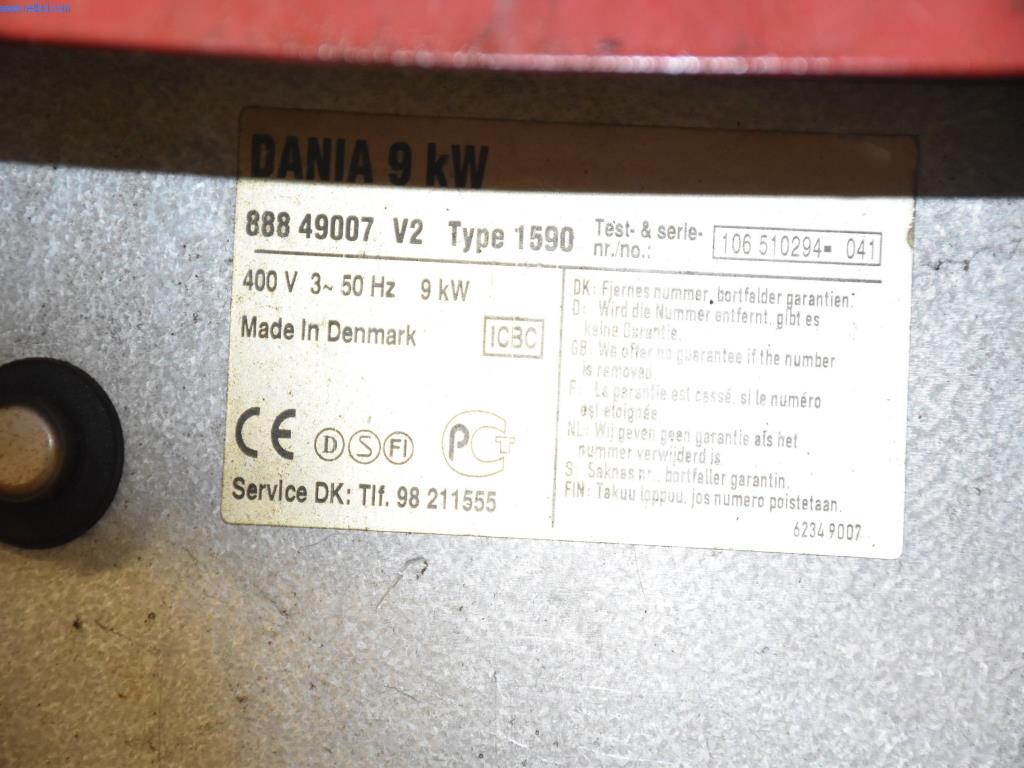 DANIA 9 kW
888 49007 V2 Type 1590
Test- & serie-
nr./no.:
106 510294- 041
400 V 3~ 50 Hz 9 kW
Made In Denmark
ICBC
CE D S FI PCT
Service DK: Tlf. 98 211555
DK: Fjernes nummer, bortfalder garantien.
D: Wird die Nummer entfernt, gibt es
keine Garantie.
GB: We offer no guarantee if the number
is removed.
F: La garantie est cessé, si le numéro
est etoignée.
NL: Wij geven geen garantie als het
nummer verwijderd is.
S: Saknas nr., bortfaller garantin.
FIN: Takuu loppuu, jos numero poistetaan.
6234 9007